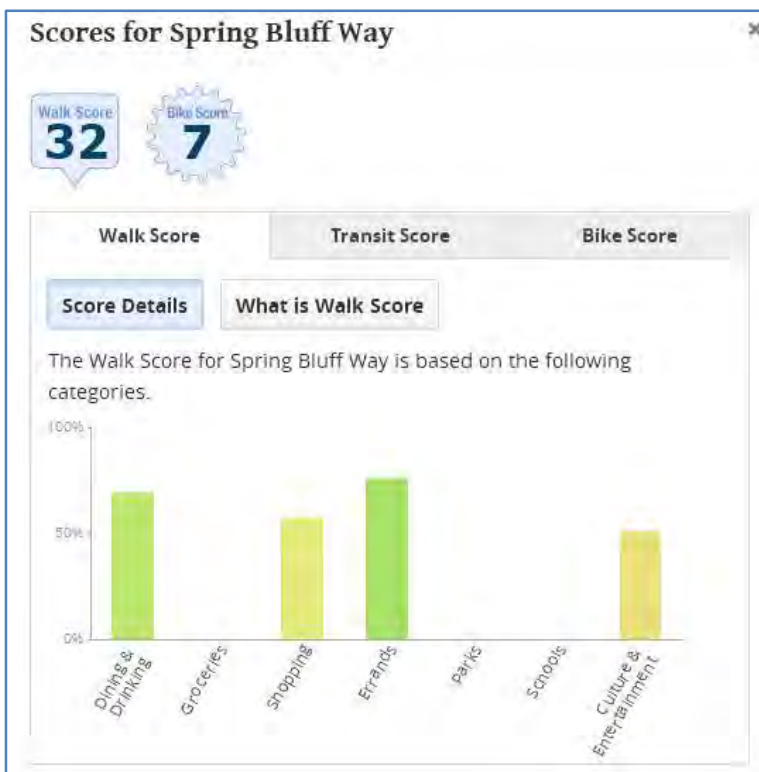 Scores for Spring Bluff Way
×
Walk Score
32
Bike Score
7
Walk Score
Transit Score
Bike Score
Score Details
What is Walk Score
The Walk Score for Spring Bluff Way is based on the following
categories.
100%
50%
0%
Dining &
Drinking
Groceries
Shopping
Errands
Parks
Schools
Culture &
Entertainment